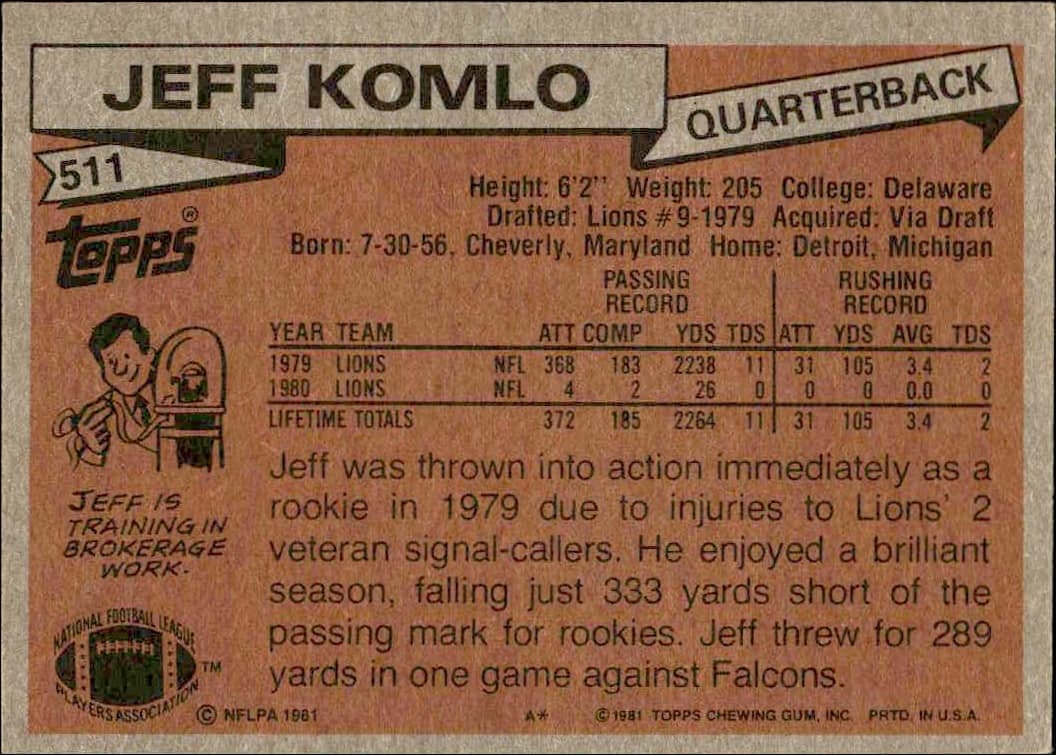 JEFF KOMLO
QUARTERBACK
511
Topps®
Height: 6'2'' Weight: 205 College: Delaware
Drafted: Lions #9-1979 Acquired: Via Draft
Born: 7-30-56, Cheverly, Maryland Home: Detroit, Michigan
PASSING RECORD RUSHING RECORD
YEAR TEAM ATT COMP YDS TDS ATT YDS AVG TDS
1979 LIONS NFL 368 183 2238 11 31 105 3.4 2
1980 LIONS NFL 4 2 26 0 0 0 0.0 0
LIFETIME TOTALS 372 185 2264 11 31 105 3.4 2
JEFF IS
TRAINING IN
BROKERAGE
WORK.
Jeff was thrown into action immediately as a
rookie in 1979 due to injuries to Lions' 2
veteran signal-callers. He enjoyed a brilliant
season, falling just 333 yards short of the
passing mark for rookies. Jeff threw for 289
yards in one game against Falcons.
NATIONAL FOOTBALL LEAGUE
PLAYERS ASSOCIATION ™
© NFLPA 1981 A* © 1981 TOPPS CHEWING GUM, INC. PRTD. IN U.S.A.